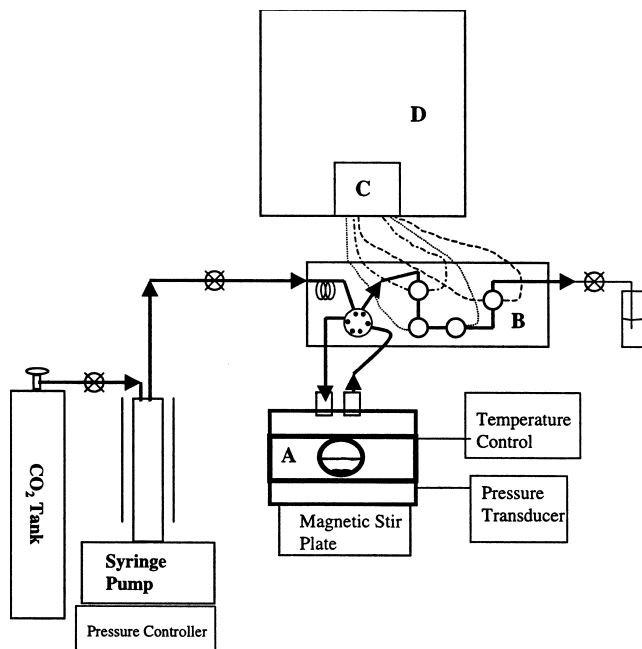 D
C
B
A
Temperature
Control
Pressure
Transducer
Magnetic Stir
Plate
CO₂ Tank
Syringe
Pump
Pressure Controller